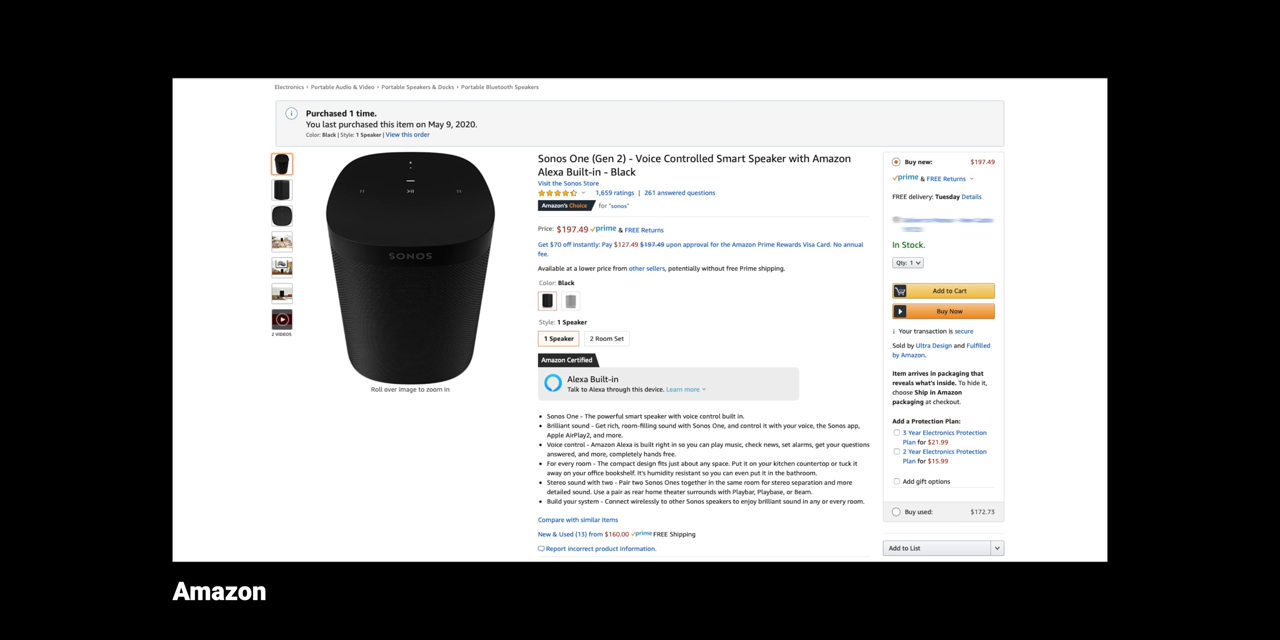 Electronics › Portable Audio & Video › Portable Speakers & Docks › Portable Bluetooth Speakers
Purchased 1 time.
You last purchased this item on May 9, 2020.
Color: Black | Style: 1 Speaker | View this order
SONOS
Roll over image to zoom in
2 VIDEOS
Sonos One (Gen 2) - Voice Controlled Smart Speaker with Amazon
Alexa Built-in - Black
Visit the Sonos Store
1,659 ratings | 261 answered questions
Amazon's Choice for "sonos"
Price: $197.49 prime & FREE Returns
Get $70 off instantly: Pay $127.49 $197.49 upon approval for the Amazon Prime Rewards Visa Card. No annual
fee.
Available at a lower price from other sellers, potentially without free Prime shipping.
Color: Black
Style: 1 Speaker
1 Speaker
2 Room Set
Amazon Certified
Alexa Built-in
Talk to Alexa through this device. Learn more
• Sonos One - The powerful smart speaker with voice control built in.
• Brilliant sound - Get rich, room-filling sound with Sonos One, and control it with your voice, the Sonos app,
Apple AirPlay2, and more.
• Voice control - Amazon Alexa is built right in so you can play music, check news, set alarms, get your questions
answered, and more, completely hands free.
• For every room - The compact design fits just about any space. Put it on your kitchen countertop or tuck it
away on your office bookshelf. It's humidity resistant so you can even put it in the bathroom.
• Stereo sound with two - Pair two Sonos Ones together in the same room for stereo separation and more
detailed sound. Use a pair as rear home theater surrounds with Playbar, Playbase, or Beam.
• Build your system - Connect wirelessly to other Sonos speakers to enjoy brilliant sound in any or every room.
Compare with similar items
New & Used (13) from $160.00 prime FREE Shipping
Report incorrect product information.
Buy new: $197.49
prime & FREE Returns
FREE delivery: Tuesday Details
In Stock.
Qty: 1
Add to Cart
Buy Now
Your transaction is secure
Sold by Ultra Design and Fulfilled
by Amazon.
Item arrives in packaging that
reveals what's inside. To hide it,
choose Ship in Amazon
packaging at checkout.
Add a Protection Plan:
3 Year Electronics Protection
Plan for $21.99
2 Year Electronics Protection
Plan for $15.99
Add gift options
Buy used: $172.73
Add to List
Amazon